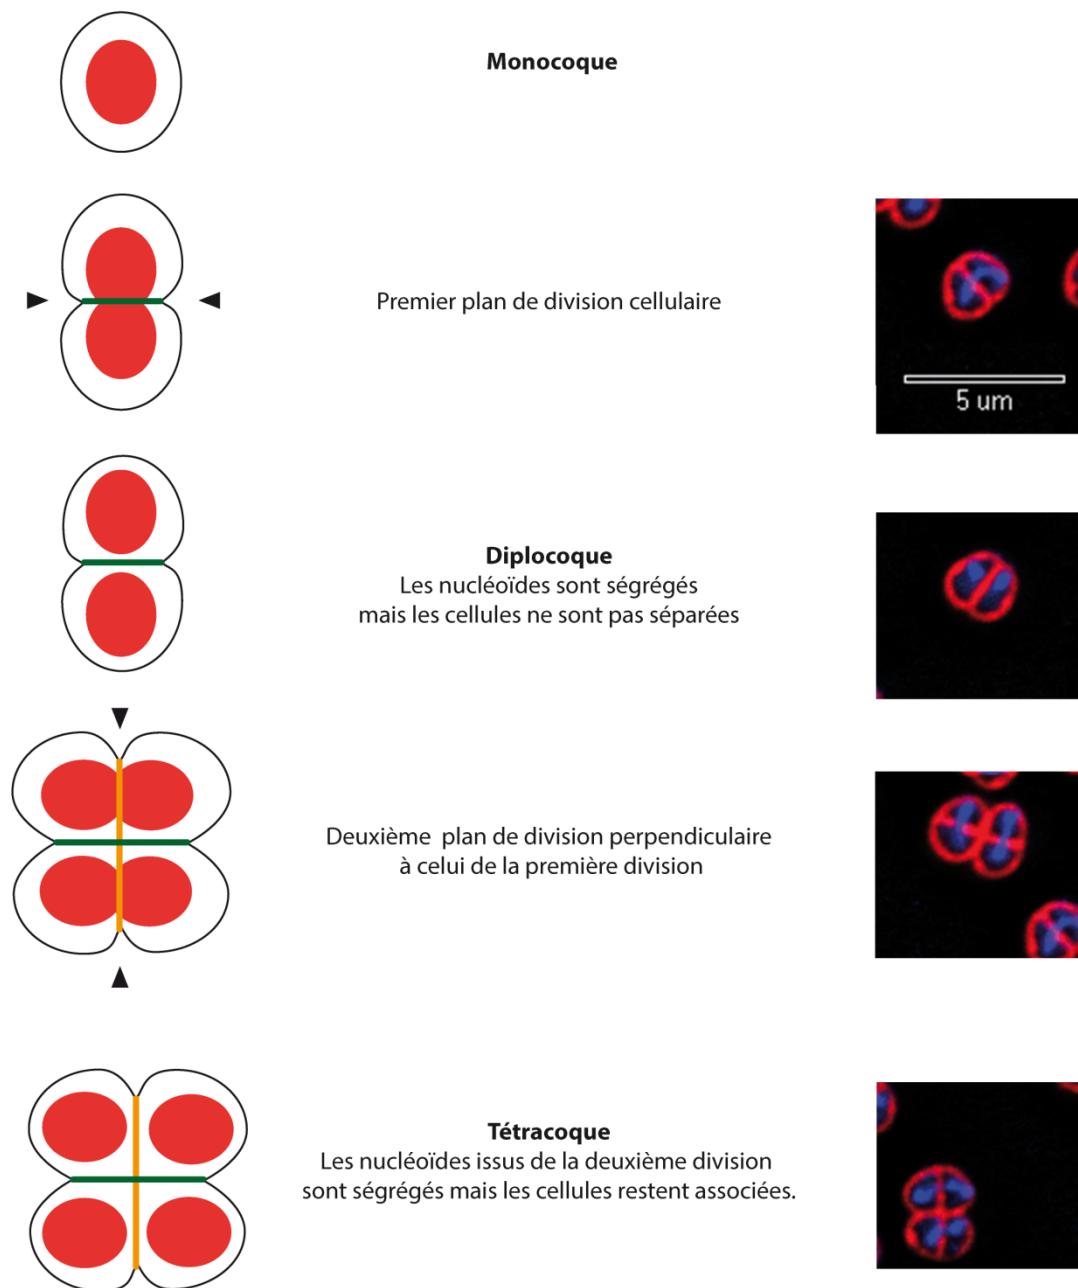 Monocoque
Premier plan de division cellulaire
5 um
Diplocoque
Les nucléoïdes sont ségrégés
mais les cellules ne sont pas séparées
Deuxième plan de division perpendiculaire
à celui de la première division
Tétracoque
Les nucléoïdes issus de la deuxième division
sont ségrégés mais les cellules restent associées.